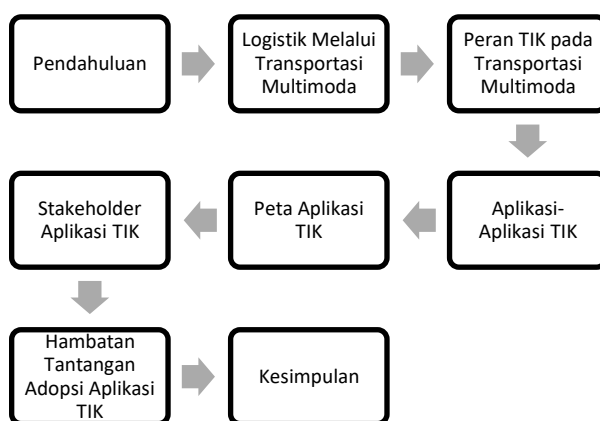 Pendahuluan
Logistik Melalui
Transportasi
Multimoda
Peran TIK pada
Transportasi
Multimoda
Aplikasi-
Aplikasi TIK
Peta Aplikasi
TIK
Stakeholder
Aplikasi TIK
Hambatan
Tantangan
Adopsi Aplikasi
TIK
Kesimpulan